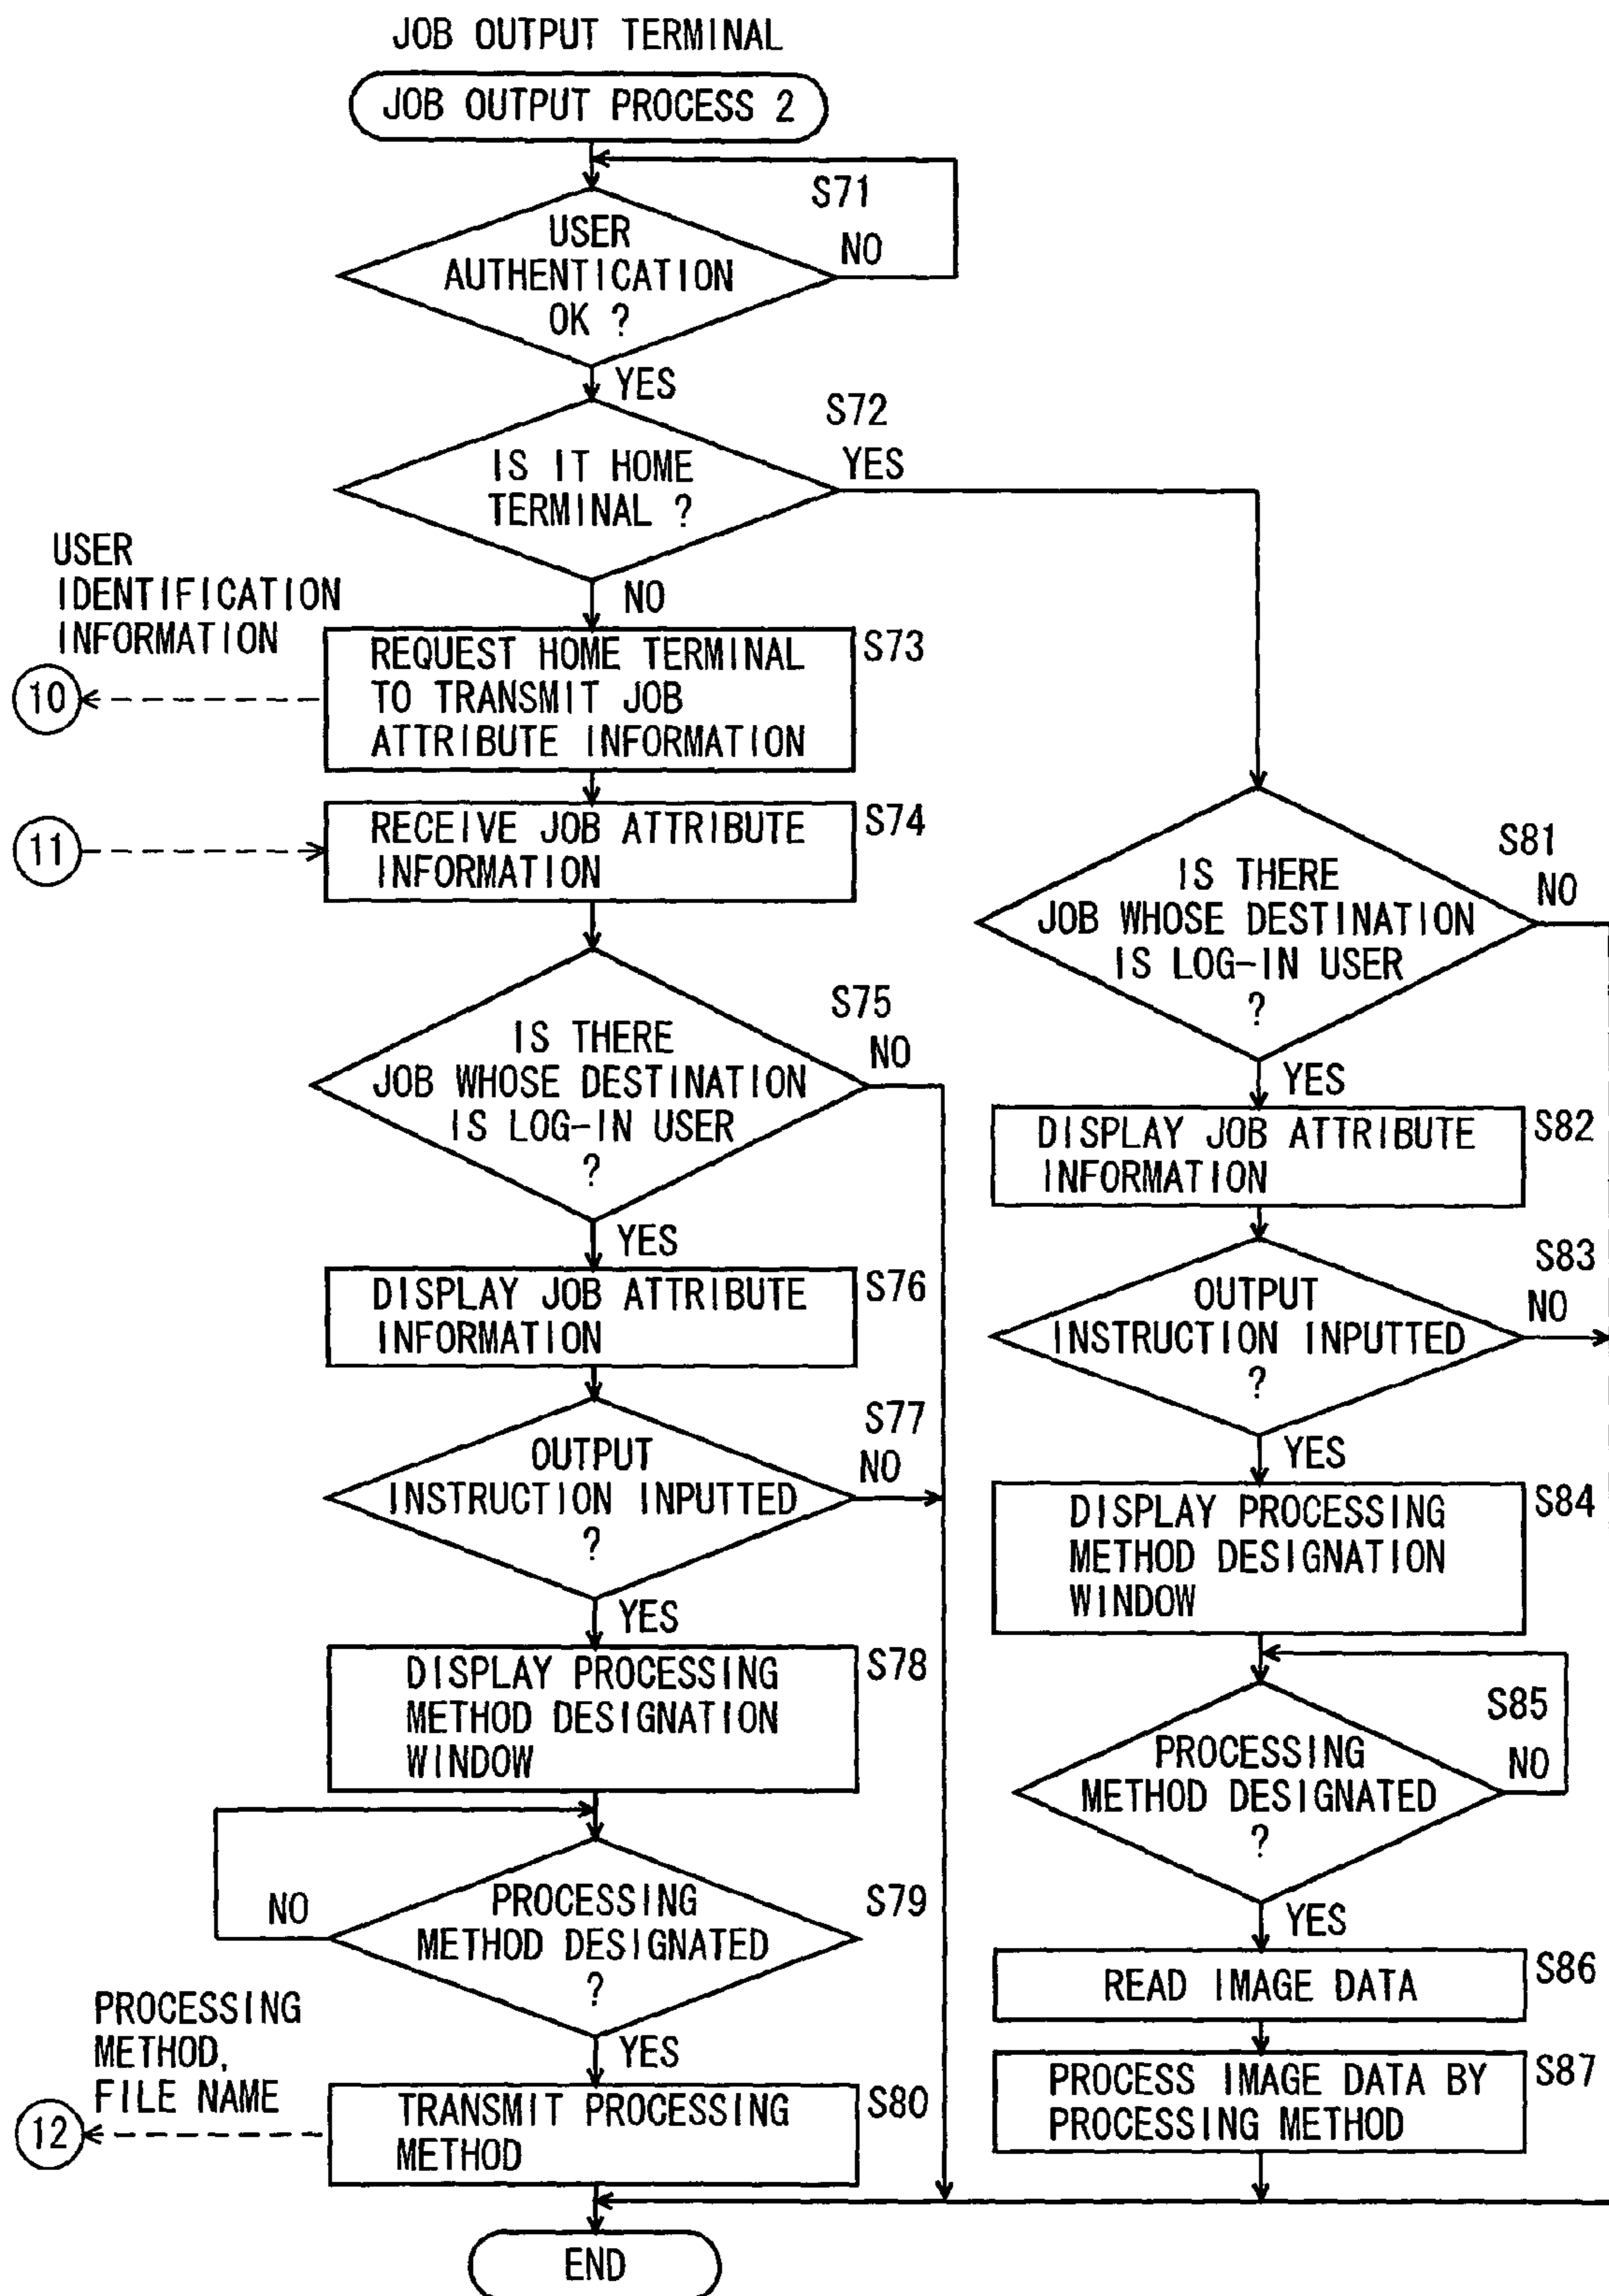 JOB OUTPUT TERMINAL
JOB OUTPUT PROCESS 2
S71
USER
AUTHENTICATION
OK ?
NO
YES
S72
IS IT HOME
TERMINAL ?
YES
NO
USER
IDENTIFICATION
INFORMATION
10
REQUEST HOME TERMINAL
TO TRANSMIT JOB
ATTRIBUTE INFORMATION
S73
11
RECEIVE JOB ATTRIBUTE
INFORMATION
S74
S75
IS THERE
JOB WHOSE DESTINATION
IS LOG-IN USER
?
NO
YES
DISPLAY JOB ATTRIBUTE
INFORMATION
S76
S77
OUTPUT
INSTRUCTION INPUTTED
?
NO
YES
DISPLAY PROCESSING
METHOD DESIGNATION
WINDOW
S78
NO
PROCESSING
METHOD DESIGNATED
?
S79
YES
PROCESSING
METHOD,
FILE NAME
12
TRANSMIT PROCESSING
METHOD
S80
S81
IS THERE
JOB WHOSE DESTINATION
IS LOG-IN USER
?
NO
YES
DISPLAY JOB ATTRIBUTE
INFORMATION
S82
S83
OUTPUT
INSTRUCTION INPUTTED
?
NO
YES
DISPLAY PROCESSING
METHOD DESIGNATION
WINDOW
S84
S85
PROCESSING
METHOD DESIGNATED
?
NO
YES
READ IMAGE DATA
S86
PROCESS IMAGE DATA BY
PROCESSING METHOD
S87
END